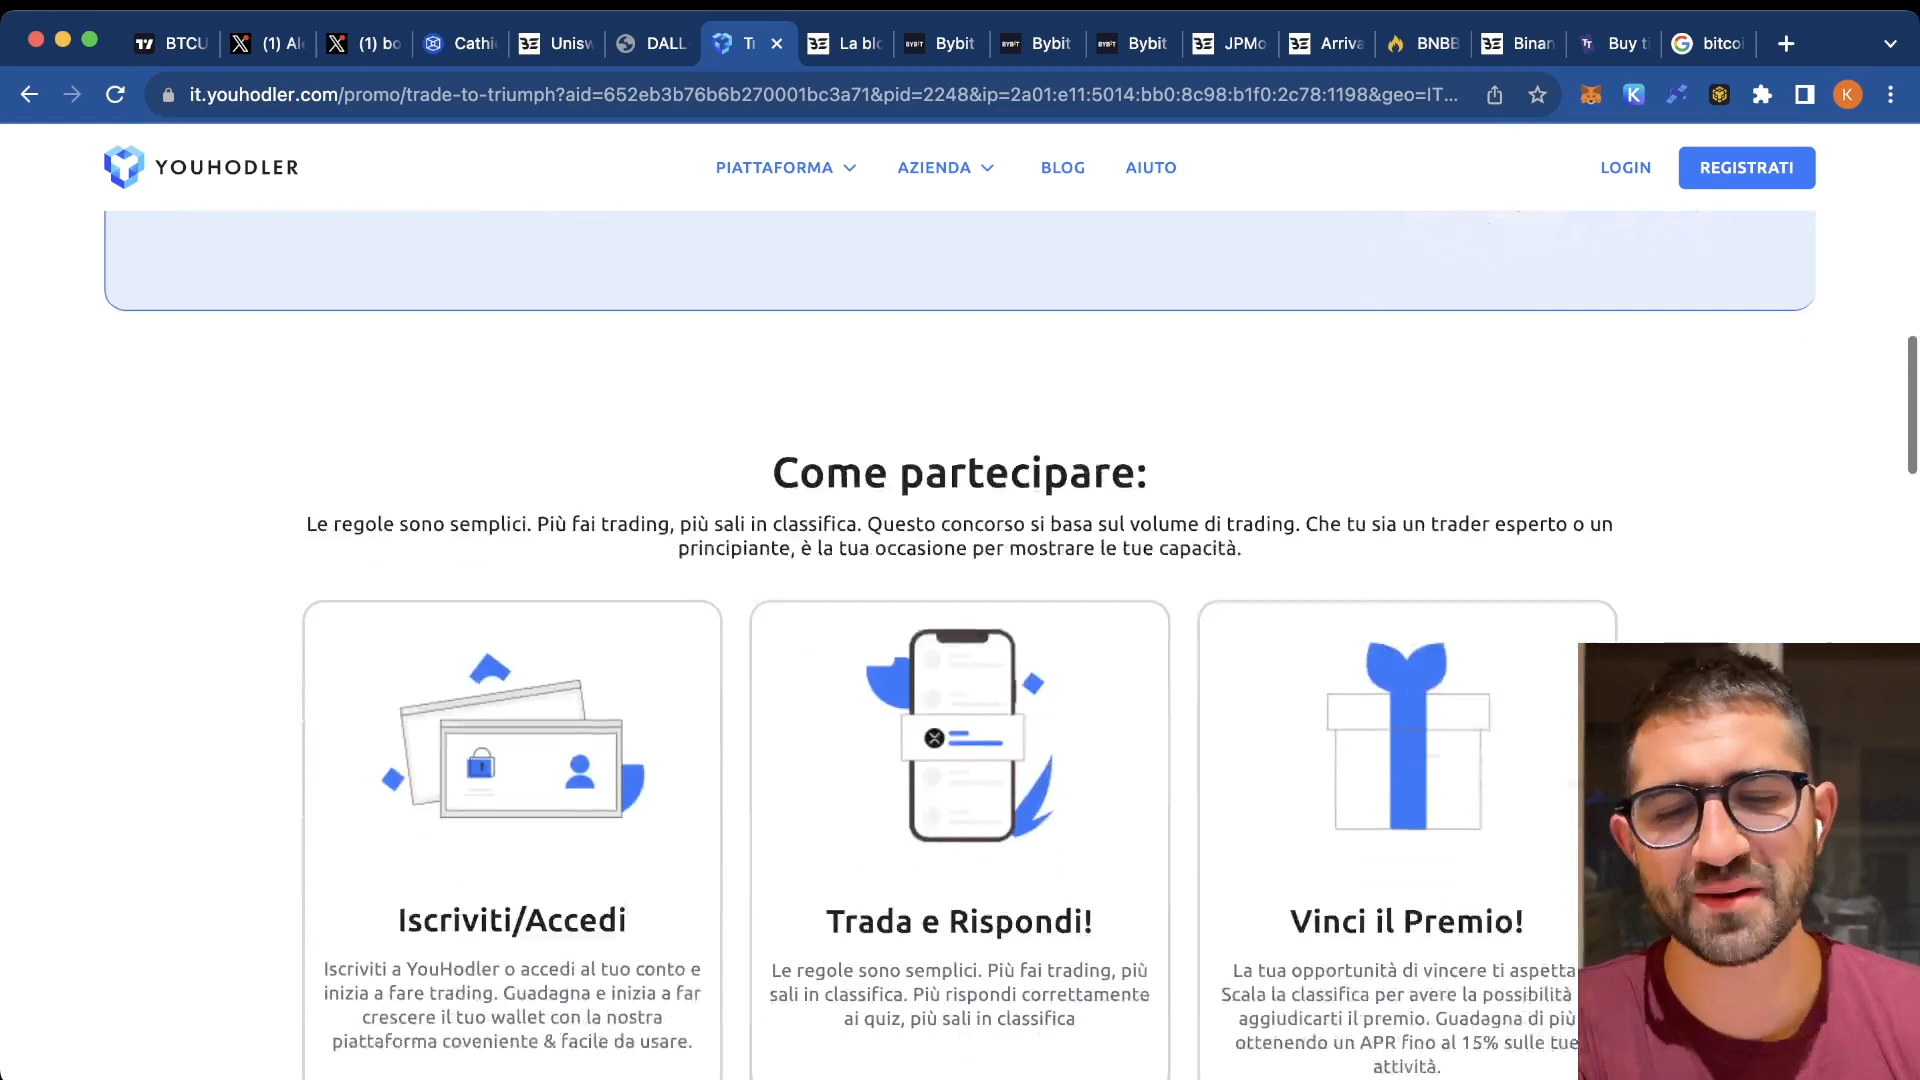 BTCU
(1) Al
(1) bo
Cathi
Unisw
DALL
Tr
La blo
Bybit
Bybit
Bybit
JPMo
Arriva
BNBB
Binan
Buy ti
bitcoi
it.youhodler.com/promo/trade-to-triumph?aid=652eb3b76b6b270001bc3a71&pid=2248&ip=2a01:e11:5014:bb0:8c98:b1f0:2c78:1198&geo=IT...
K
YOUHODLER
PIATTAFORMA
AZIENDA
BLOG
AIUTO
LOGIN
REGISTRATI
Come partecipare:
Le regole sono semplici. Più fai trading, più sali in classifica. Questo concorso si basa sul volume di trading. Che tu sia un trader esperto o un
principiante, è la tua occasione per mostrare le tue capacità.
Iscriviti/Accedi
Iscriviti a YouHodler o accedi al tuo conto e
inizia a fare trading. Guadagna e inizia a far
crescere il tuo wallet con la nostra
piattaforma coveniente & facile da usare.
Trada e Rispondi!
Le regole sono semplici. Più fai trading, più
sali in classifica. Più rispondi correttamente
ai quiz, più sali in classifica
Vinci il Premio!
La tua opportunità di vincere ti aspetta
Scala la classifica per avere la possibilità
aggiudicarti il premio. Guadagna di più
ottenendo un APR fino al 15% sulle tue
attività.